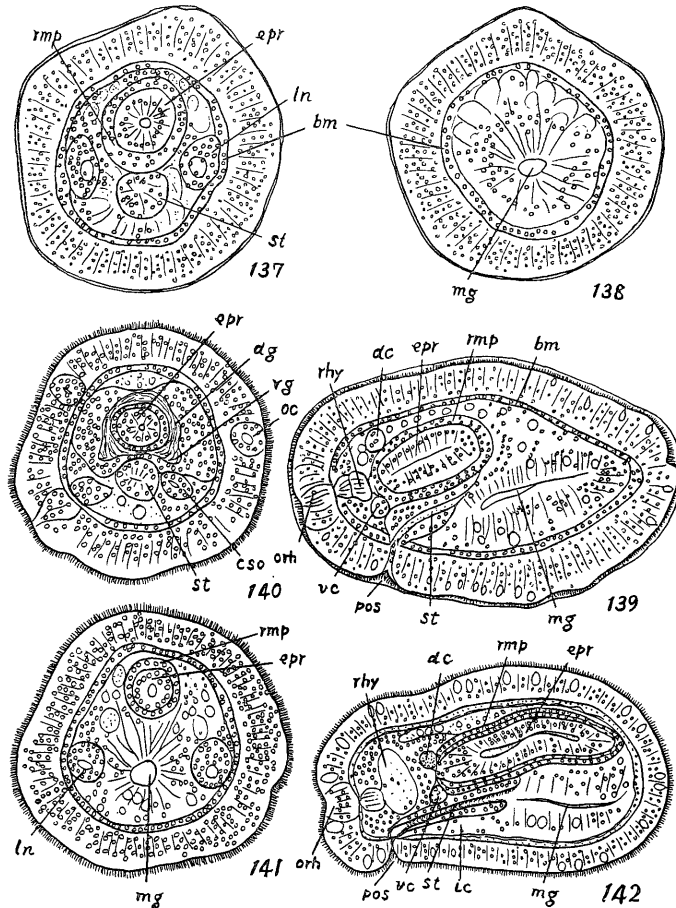 rmp
epr
ln
bm
st
137
mg
138
epr
dg
vg
oc
cso
st
140
rhy
dc
epr
rmp
bm
orh
vc
pos
st
mg
139
rmp
epr
ln
mg
141
rhy
dc
rmp
epr
orh
pos
vc
st
ic
mg
142